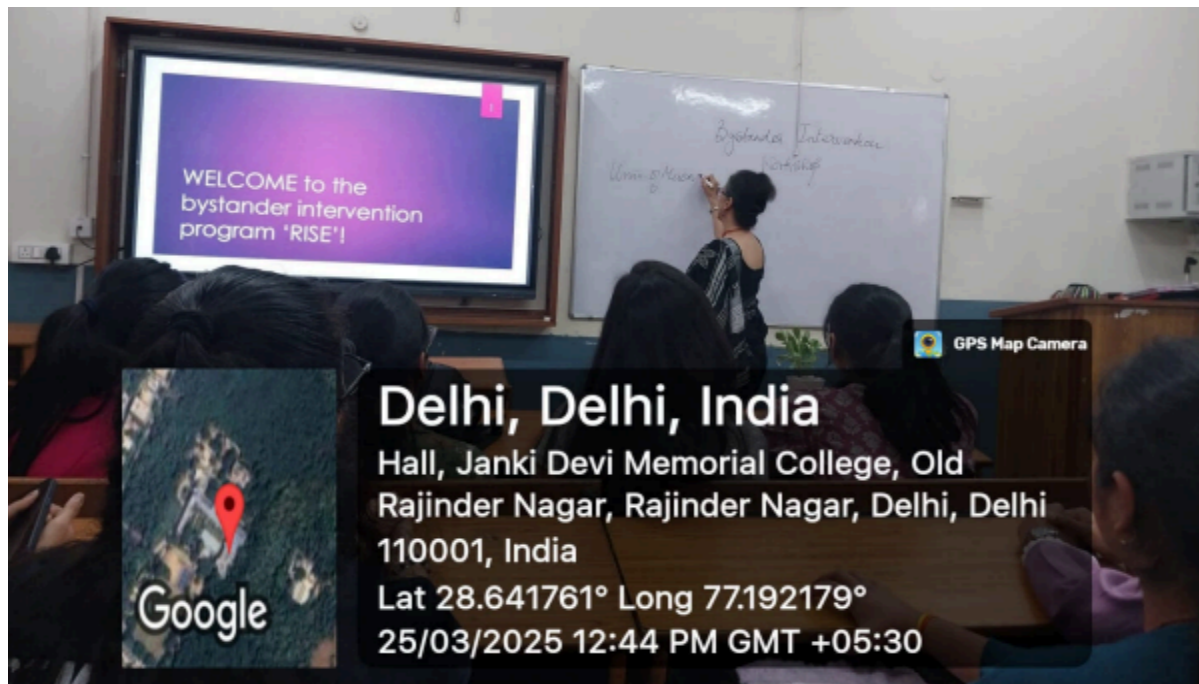 1
WELCOME to the
bystander intervention
program 'RISE'!
Bystander Intervention
Workshop
GPS Map Camera
Delhi, Delhi, India
Hall, Janki Devi Memorial College, Old
Rajinder Nagar, Rajinder Nagar, Delhi, Delhi
110001, India
Lat 28.641761° Long 77.192179°
25/03/2025 12:44 PM GMT +05:30
Google